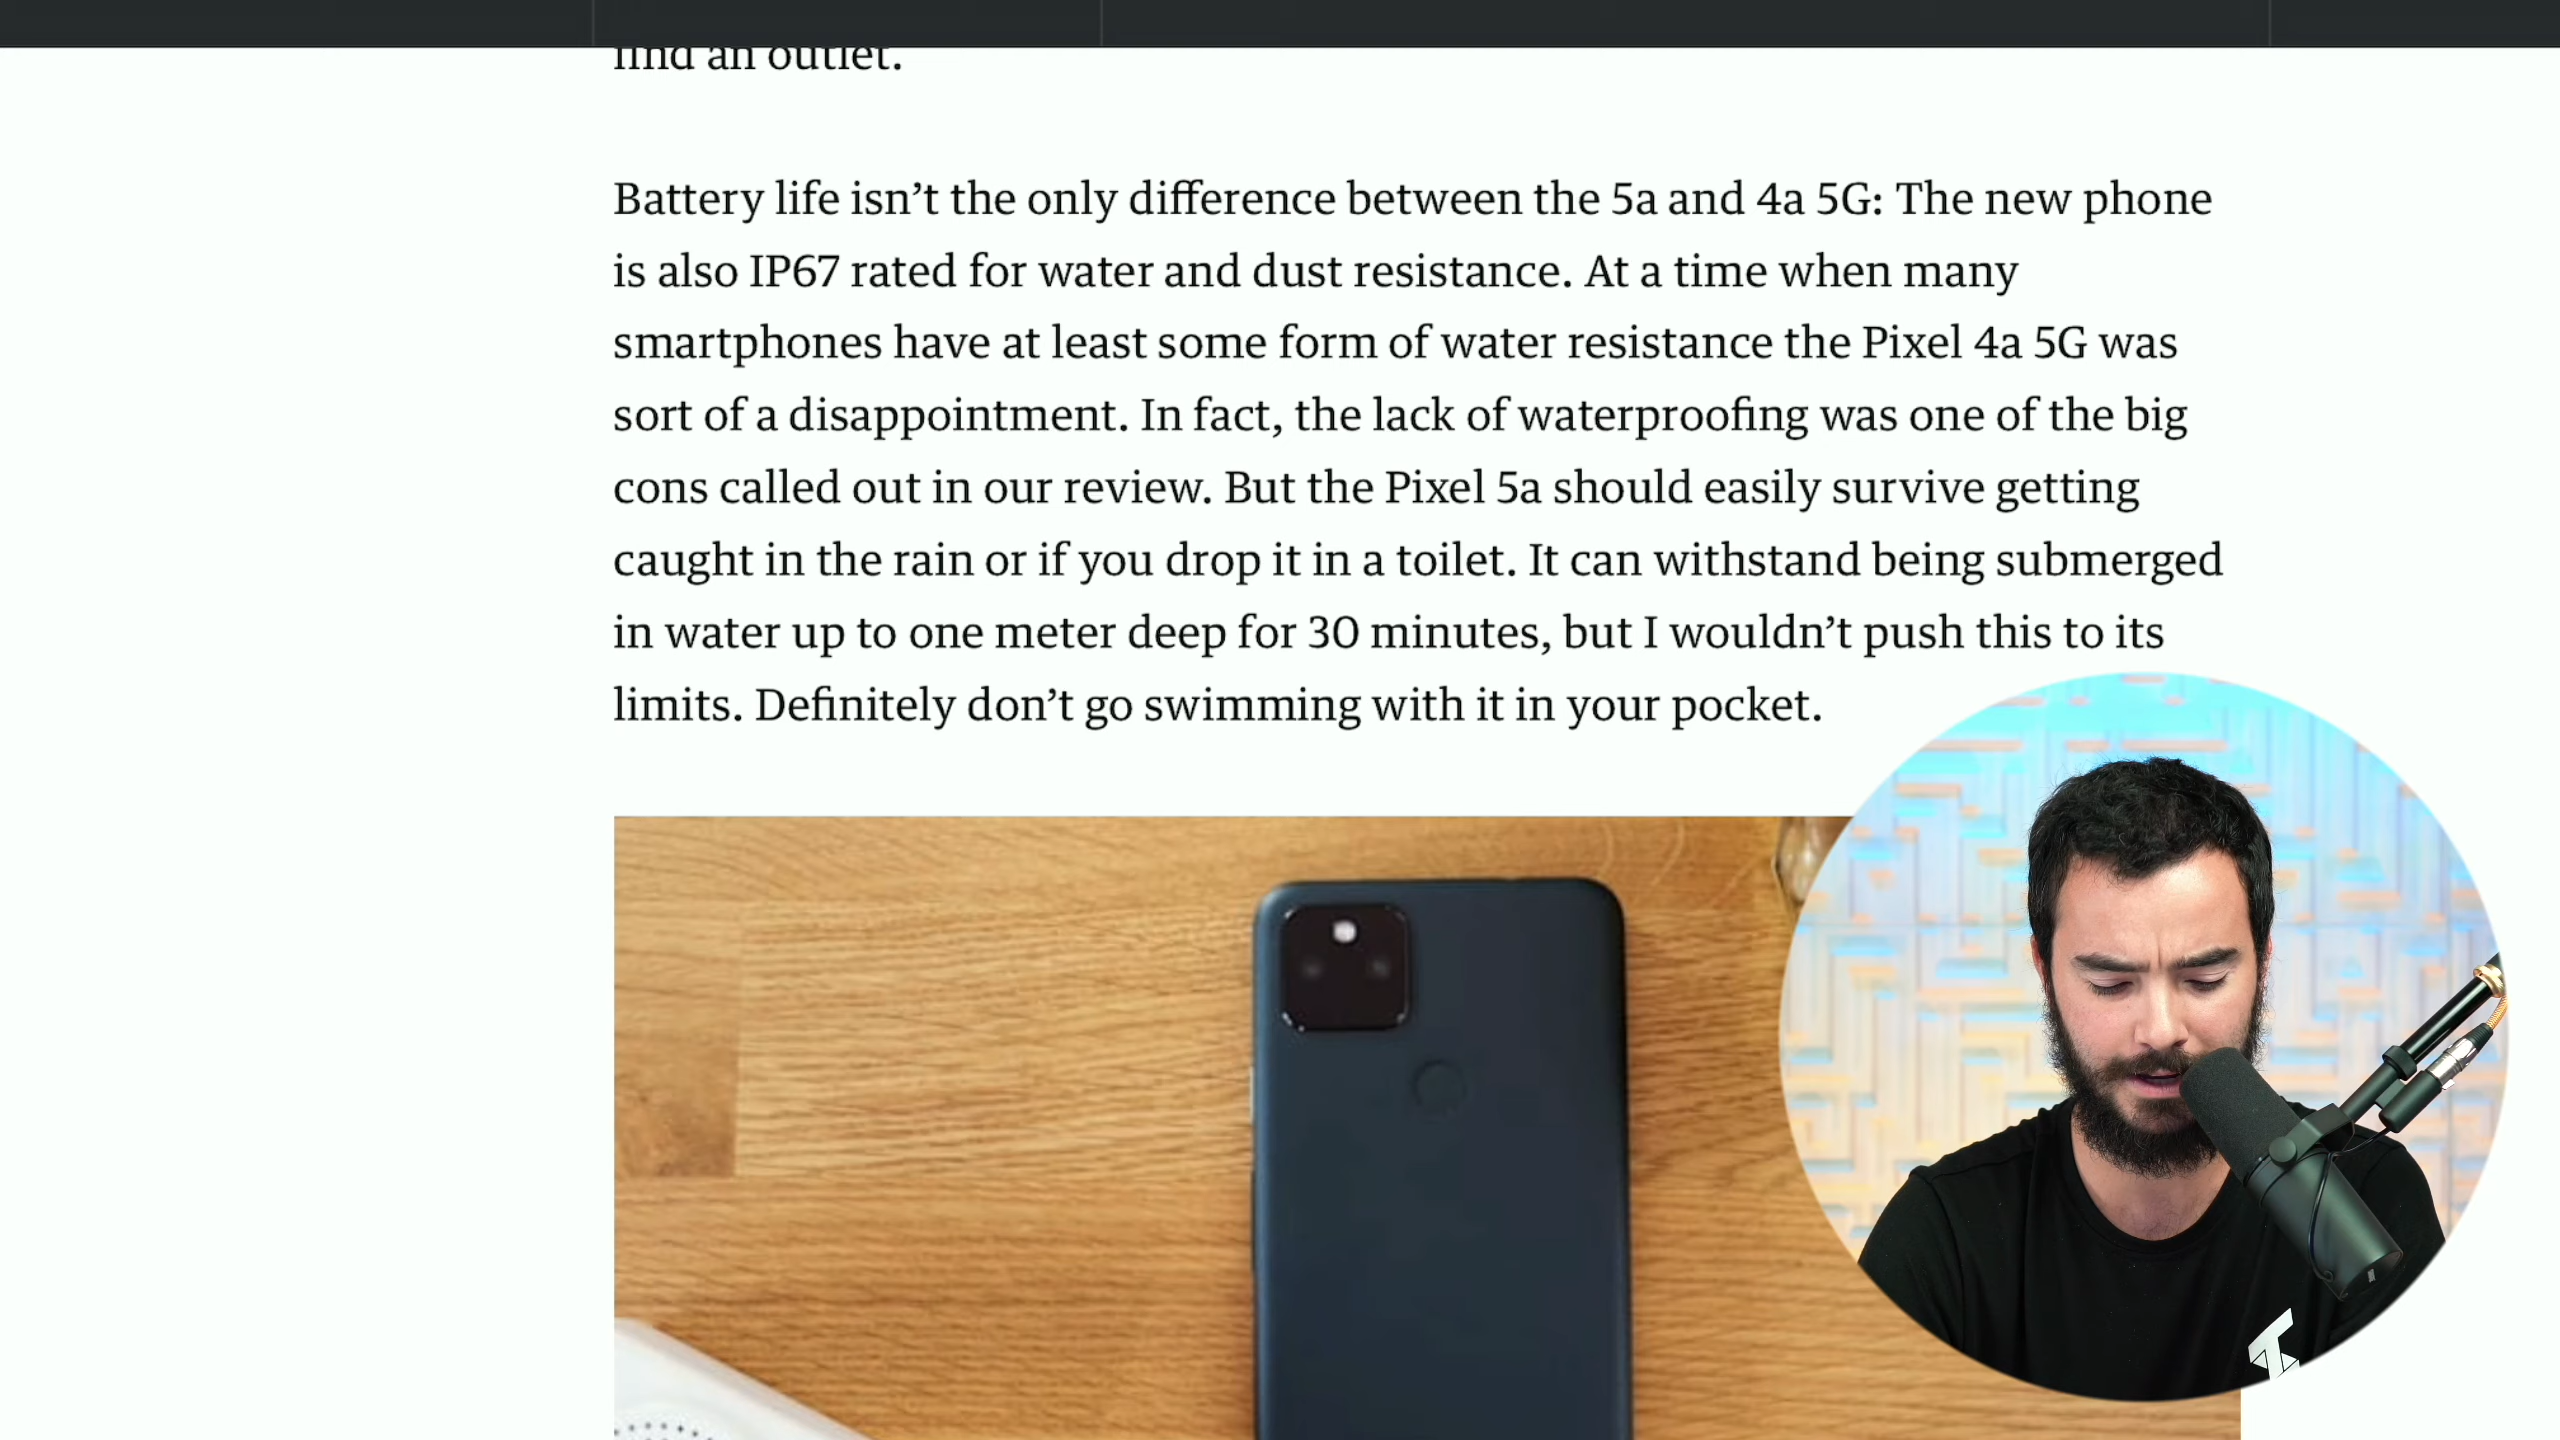 find an outlet.
Battery life isn’t the only difference between the 5a and 4a 5G: The new phone
is also IP67 rated for water and dust resistance. At a time when many
smartphones have at least some form of water resistance the Pixel 4a 5G was
sort of a disappointment. In fact, the lack of waterproofing was one of the big
cons called out in our review. But the Pixel 5a should easily survive getting
caught in the rain or if you drop it in a toilet. It can withstand being submerged
in water up to one meter deep for 30 minutes, but I wouldn’t push this to its
limits. Definitely don’t go swimming with it in your pocket.